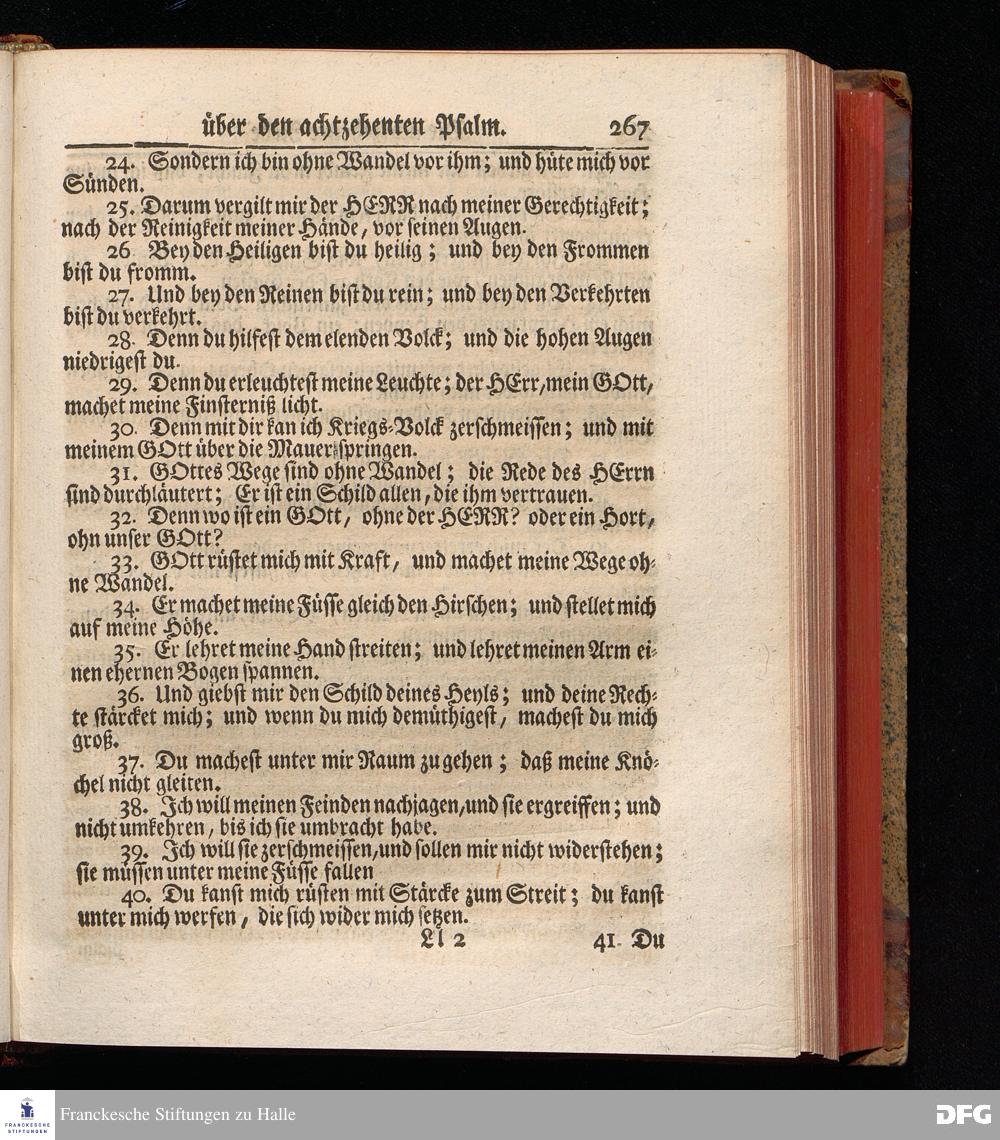 über den achtzehenten Psalm. 267
24. Sondern ich bin ohne Wandel vor ihm; und hüte mich vor
Sünden.
25. Darum vergilt mir der HERR nach meiner Gerechtigkeit;
nach der Reinigkeit meiner Hände, vor seinen Augen.
26 Bey den Heiligen bist du heilig; und bey den Frommen
bist du fromm.
27. Und bey den Reinen bist du rein; und bey den Verkehrten
bist du verkehrt.
28. Denn du hilfest dem elenden Volck; und die hohen Augen
niedrigest du.
29. Denn du erleuchtest meine Leuchte; der HErr, mein GOtt,
machet meine Finsterniß licht.
30. Denn mit dir kan ich Kriegs-Volck zerschmeissen; und mit
meinem GOtt über die Mauer springen.
31. GOttes Wege sind ohne Wandel; die Rede des HErrn
sind durchläutert; Er ist ein Schild allen, die ihm vertrauen.
32. Denn wo ist ein GOtt, ohne der HERR? oder ein Hort,
ohn unser GOtt?
33. GOtt rüstet mich mit Kraft, und machet meine Wege oh-
ne Wandel.
34. Er machet meine Füsse gleich den Hirschen; und stellet mich
auf meine Höhe.
35. Er lehret meine Hand streiten; und lehret meinen Arm ei-
nen ehernen Bogen spannen.
36. Und giebst mir den Schild deines Heyls; und deine Rech-
te stärcket mich; und wenn du mich demüthigest, machest du mich
groß.
37. Du machest unter mir Raum zu gehen; daß meine Knö-
chel nicht gleiten.
38. Ich will meinen Feinden nachjagen, und sie ergreiffen; und
nicht umkehren, bis ich sie umbracht habe.
39. Ich will sie zerschmeissen, und sollen mir nicht widerstehen;
sie müssen unter meine Füsse fallen
40. Du kanst mich rüsten mit Stärcke zum Streit; du kanst
unter mich werfen, die sich wider mich setzen.
Ll 2 41. Du
FRANCKESCHE
STIFTUNGEN
Franckesche Stiftungen zu Halle
DFG